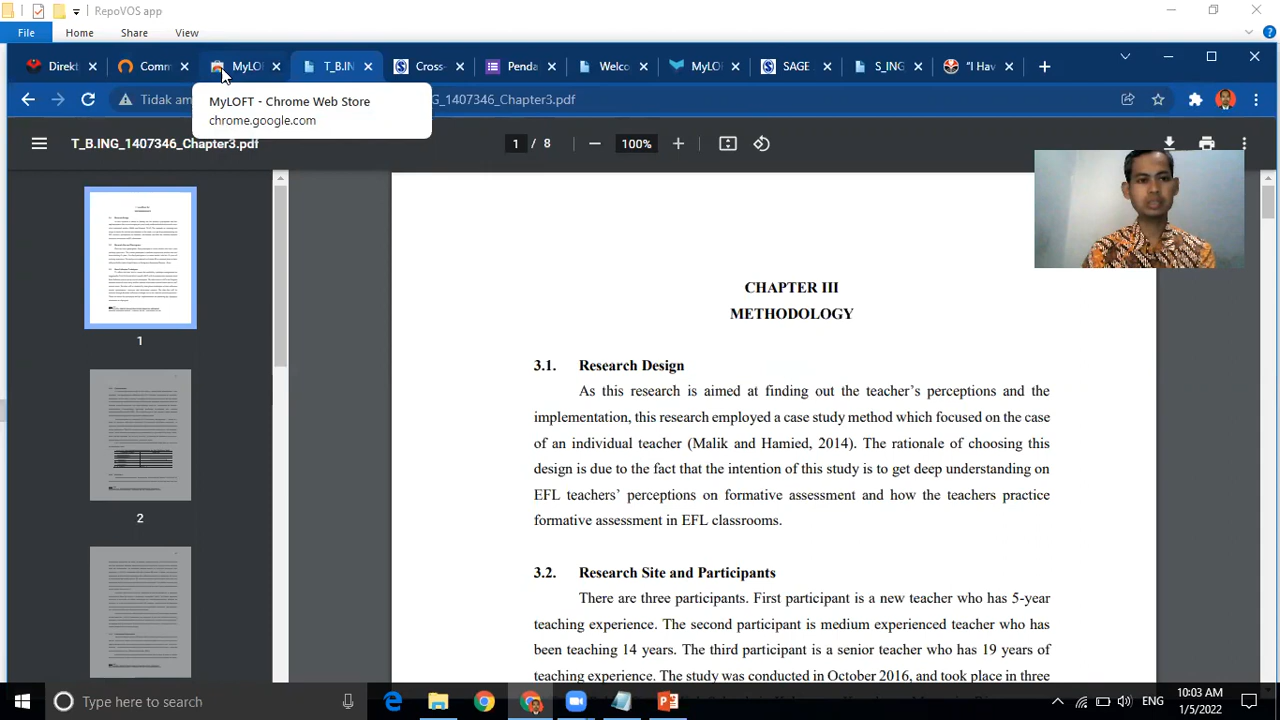 RepoVOS app
File Home Share View
Direkt Comm MyLO T_B.IN Cross- Penda Welco MyLO SAGE S_ING "I Hav
Tidak am _1407346_Chapter3.pdf
MyLOFT - Chrome Web Store
chrome.google.com
T_B.ING_1407346_Chapter3.pdf 1 / 8 100%
1
2
CHAPTER III
METHODOLOGY
3.1. Research Design
As this research is aimed at finding out the teacher's perceptions and the
implementation, this research employed a case study method which focused on the case
of an individual teacher (Malik and Hamied, 2014). The rationale of choosing this
design is due to the fact that the intention of this study is to get deep understanding on
EFL teachers' perceptions on formative assessment and how the teachers practice
formative assessment in EFL classrooms.
3.2. Research Site and Participants
There are three participants. First participant is a new teacher who has 5-year
teaching experience. The second participant is medium experienced teacher who has
been teaching 14 years. The third participant is a senior teacher who has 19 years of
teaching experience. The study was conducted in October 2016, and took place in three
Type here to search
ENG
10:03 AM
1/5/2022